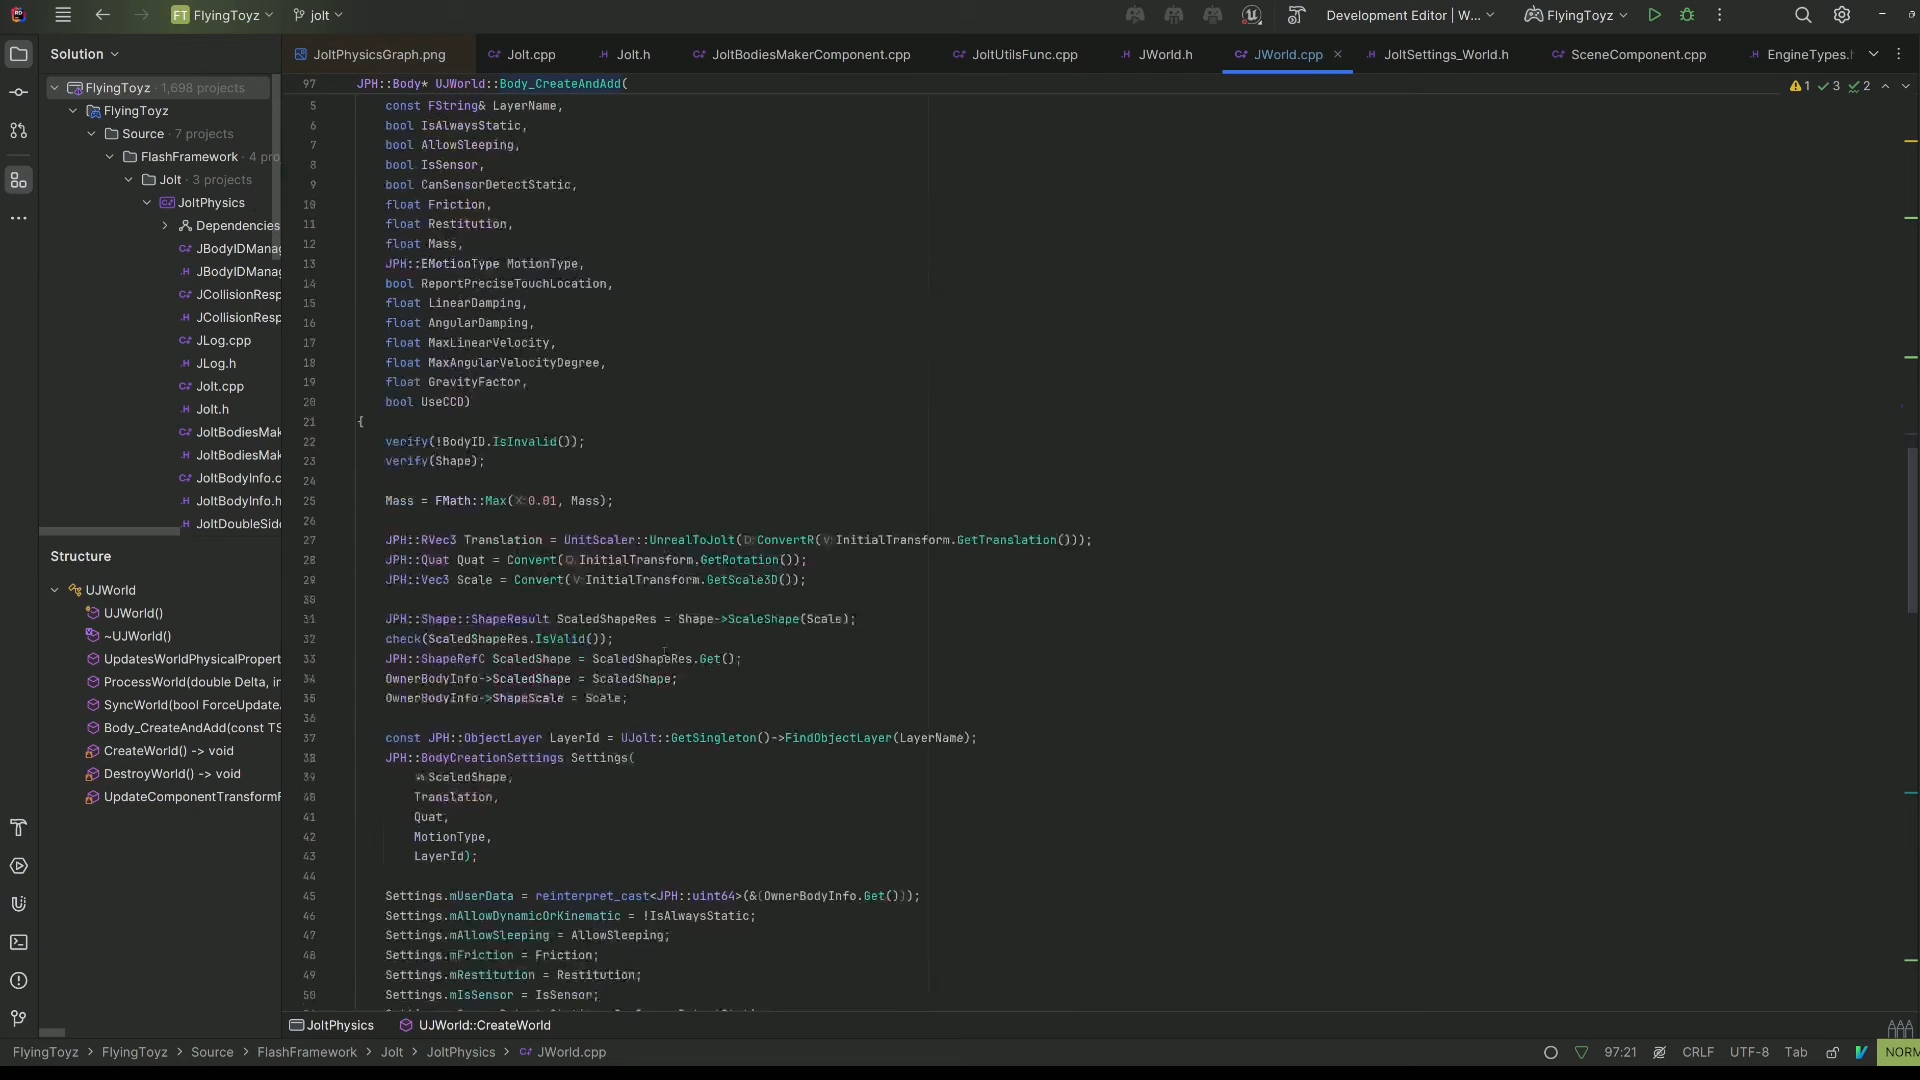 FT FlyingToyz
jolt
Development Editor | W...
FlyingToyz
Solution
JoltPhysicsGraph.png
Jolt.cpp
Jolt.h
JoltBodiesMakerComponent.cpp
JoltUtilsFunc.cpp
JWorld.h
JWorld.cpp
JoltSettings_World.h
SceneComponent.cpp
EngineTypes.h
FlyingToyz · 1,698 projects
FlyingToyz
Source · 7 projects
FlashFramework · 4 pro
Jolt · 3 projects
JoltPhysics
Dependencies
JBodyIDMana
JBodyIDMana
JCollisionResp
JCollisionResp
JLog.cpp
JLog.h
Jolt.cpp
Jolt.h
JoltBodiesMak
JoltBodiesMak
JoltBodyInfo.c
JoltBodyInfo.h
JoltDoubleSide
Structure
UJWorld
UJWorld()
~UJWorld()
UpdatesWorldPhysicalPropert
ProcessWorld(double Delta, in
SyncWorld(bool ForceUpdate
Body_CreateAndAdd(const TS
CreateWorld() -> void
DestroyWorld() -> void
UpdateComponentTransformF
97 JPH::Body* UJWorld::Body_CreateAndAdd(
1 3 2
5 const FString& LayerName,
6 bool IsAlwaysStatic,
7 bool AllowSleeping,
8 bool IsSensor,
9 bool CanSensorDetectStatic,
10 float Friction,
11 float Restitution,
12 float Mass,
13 JPH::EMotionType MotionType,
14 bool ReportPreciseTouchLocation,
15 float LinearDamping,
16 float AngularDamping,
17 float MaxLinearVelocity,
18 float MaxAngularVelocityDegree,
19 float GravityFactor,
20 bool UseCCD)
21 {
22 verify(!BodyID.IsInvalid());
23 verify(Shape);
24
25 Mass = FMath::Max(X:0.01, Mass);
26
27 JPH::RVec3 Translation = UnitScaler::UnrealToJolt(D:ConvertR(V:InitialTransform.GetTranslation()));
28 JPH::Quat Quat = Convert(Q:InitialTransform.GetRotation());
29 JPH::Vec3 Scale = Convert(V:InitialTransform.GetScale3D());
30
31 JPH::Shape::ShapeResult ScaledShapeRes = Shape->ScaleShape(Scale);
32 check(ScaledShapeRes.IsValid());
33 JPH::ShapeRefC ScaledShape = ScaledShapeRes.Get();
34 OwnerBodyInfo->ScaledShape = ScaledShape;
35 OwnerBodyInfo->ShapeScale = Scale;
36
37 const JPH::ObjectLayer LayerId = UJolt::GetSingleton()->FindObjectLayer(LayerName);
38 JPH::BodyCreationSettings Settings(
39 ScaledShape,
40 Translation,
41 Quat,
42 MotionType,
43 LayerId);
44
45 Settings.mUserData = reinterpret_cast<JPH::uint64>(&(OwnerBodyInfo.Get()));
46 Settings.mAllowDynamicOrKinematic = !IsAlwaysStatic;
47 Settings.mAllowSleeping = AllowSleeping;
48 Settings.mFriction = Friction;
49 Settings.mRestitution = Restitution;
50 Settings.mIsSensor = IsSensor;
JoltPhysics UJWorld::CreateWorld
FlyingToyz > FlyingToyz > Source > FlashFramework > Jolt > JoltPhysics > JWorld.cpp
97:21 CRLF UTF-8 Tab NORM